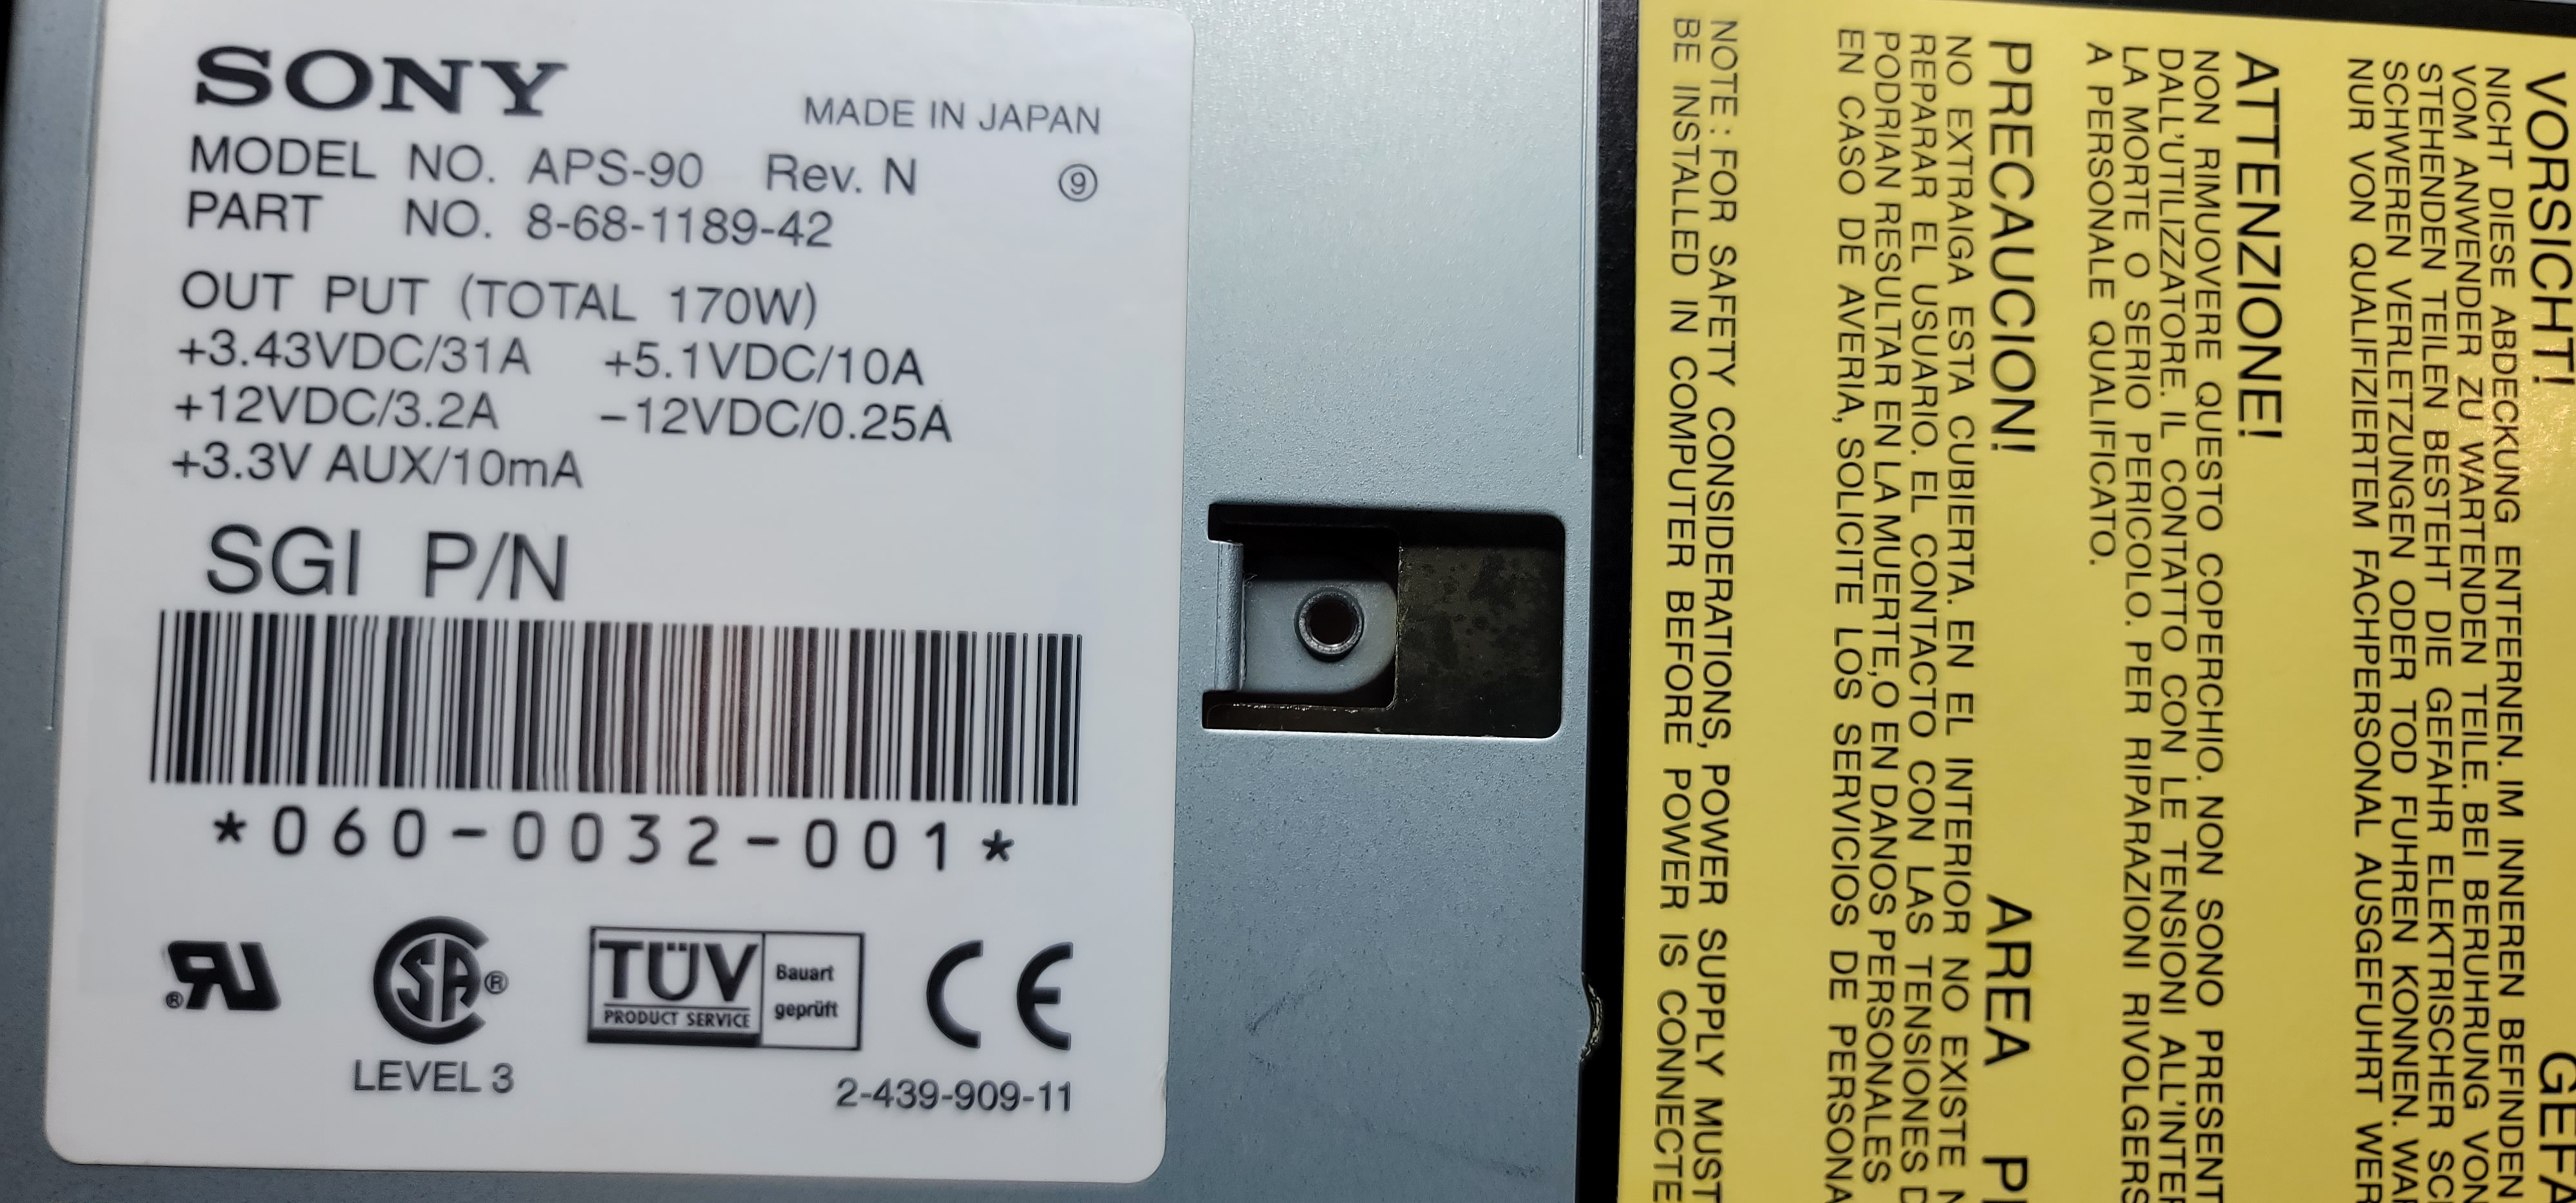 SONY
MADE IN JAPAN
MODEL NO. APS-90 Rev. N ⑨
PART NO. 8-68-1189-42
OUT PUT (TOTAL 170W)
+3.43VDC/31A +5.1VDC/10A
+12VDC/3.2A −12VDC/0.25A
+3.3V AUX/10mA
SGI P/N
*060-0032-001*
RU ®
SA ®
LEVEL 3
TÜV
PRODUCT SERVICE
Bauart
geprüft
CE
2-439-909-11
VORSICHT!
NICHT DIESE ABDECKUNG ENTFERNEN. IM INNEREN BEFINDEN
VOM ANWENDER ZU WARTENDEN TEILE. BEI BERUHRUNG VON
STEHENDEN TEILEN BESTEHT DIE GEFAHR ELEKTRISCHER
SCHWEREN VERLETZUNGEN ODER TOD FUHREN KONNEN.
NUR VON QUALIFIZIERTEM FACHPERSONAL AUSGEFUHRT
ATTENZIONE!
NON RIMUOVERE QUESTO COPERCHIO. NON SONO
DALL'UTILIZZATORE. IL CONTATTO CON LE TENSIONI
LA MORTE O SERIO PERICOLO. PER RIPARAZIONI
A PERSONALE QUALIFICATO.
PRECAUCION! AREA
NO EXTRAIGA ESTA CUBIERTA. EN EL INTERIOR NO EXISTE
REPARAR EL USUARIO. EL CONTACTO CON LAS TENSIONES
PODRIAN RESULTAR EN LA MUERTE,O EN DANOS PERSONALES
EN CASO DE AVERIA, SOLICITE LOS SERVICIOS DE
NOTE : FOR SAFETY CONSIDERATIONS, POWER SUPPLY MUST
BE INSTALLED IN COMPUTER BEFORE POWER IS